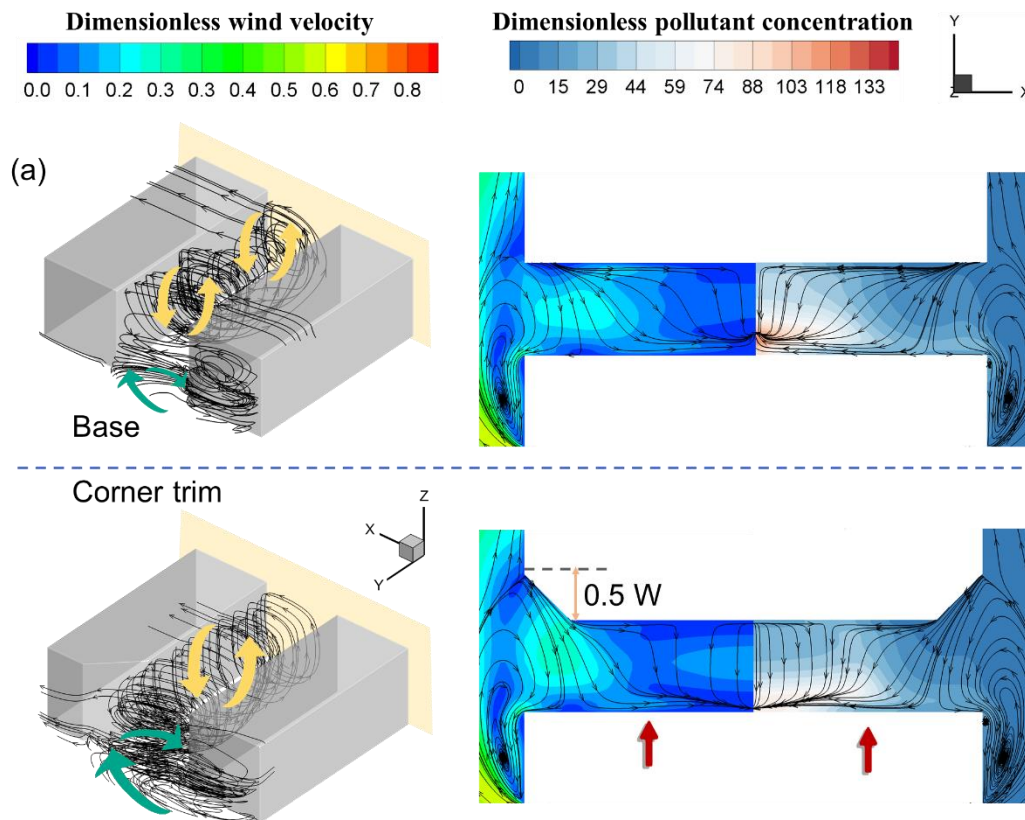 Dimensionless wind velocity
Dimensionless pollutant concentration
0.0 0.1 0.2 0.3 0.3 0.4 0.5 0.6 0.7 0.8
0 15 29 44 59 74 88 103 118 133
Y
Z
X
(a)
Base
Corner trim
Z
X
Y
0.5 W